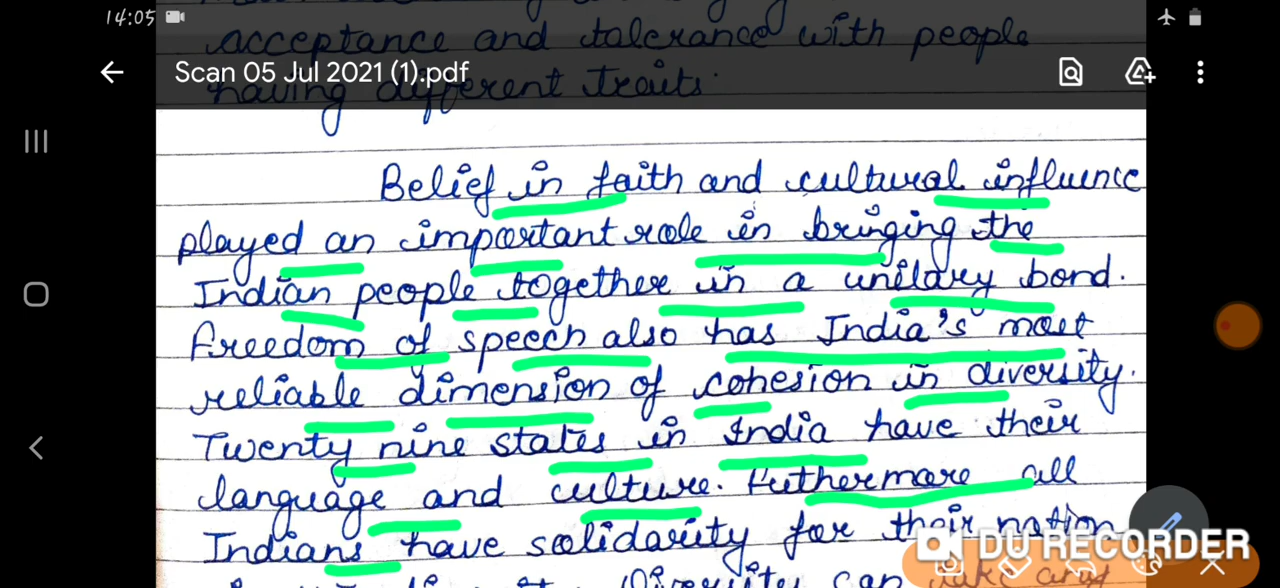 14:05
acceptance and tolerance with people
Scan 05 Jul 2021 (1).pdf
having different traits.
Belief in faith and cultural influence
played an important role in bringing the
Indian people together in a unitary bond.
freedom of speech also has India's most
reliable dimension of cohesion in diversity.
Twenty nine states in India have their
language and culture. Futhermore all
Indians have solidarity for their nation
DU RECORDER
Diversity can